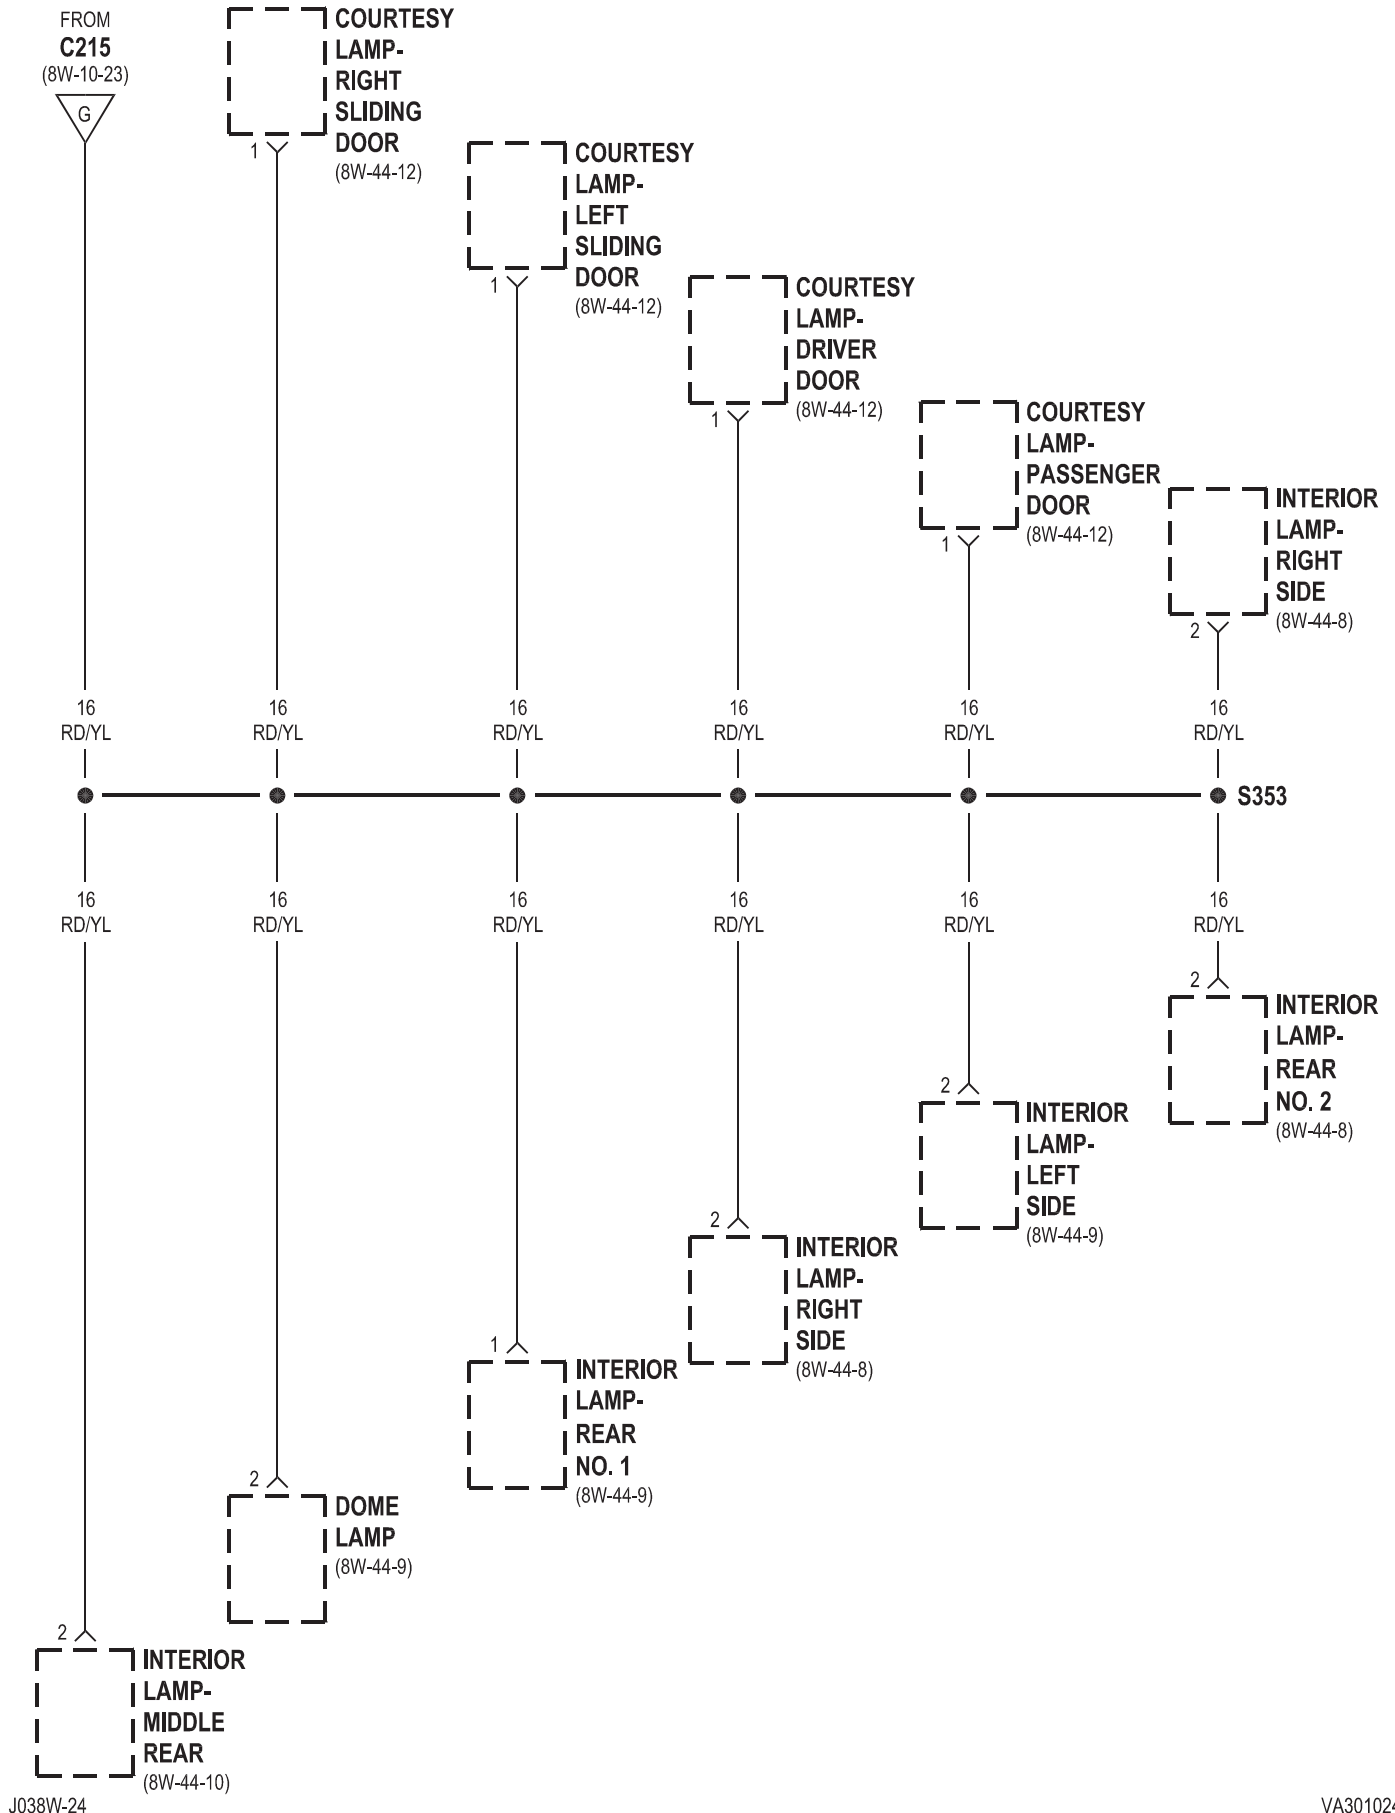 FROM
C215
(8W-10-23)
G
COURTESY
LAMP-
RIGHT
SLIDING
DOOR
(8W-44-12)
1
COURTESY
LAMP-
LEFT
SLIDING
DOOR
(8W-44-12)
1
COURTESY
LAMP-
DRIVER
DOOR
(8W-44-12)
1
COURTESY
LAMP-
PASSENGER
DOOR
(8W-44-12)
1
INTERIOR
LAMP-
RIGHT
SIDE
(8W-44-8)
2
16 16 16 16 16 16
RD/YL RD/YL RD/YL RD/YL RD/YL RD/YL
S353
16 16 16 16 16 16
RD/YL RD/YL RD/YL RD/YL RD/YL RD/YL
2
INTERIOR
LAMP-
REAR
NO. 2
(8W-44-8)
2
INTERIOR
LAMP-
LEFT
SIDE
(8W-44-9)
2
INTERIOR
LAMP-
RIGHT
SIDE
(8W-44-8)
1
INTERIOR
LAMP-
REAR
NO. 1
(8W-44-9)
2
DOME
LAMP
(8W-44-9)
2
INTERIOR
LAMP-
MIDDLE
REAR
(8W-44-10)
J038W-24 VA301024